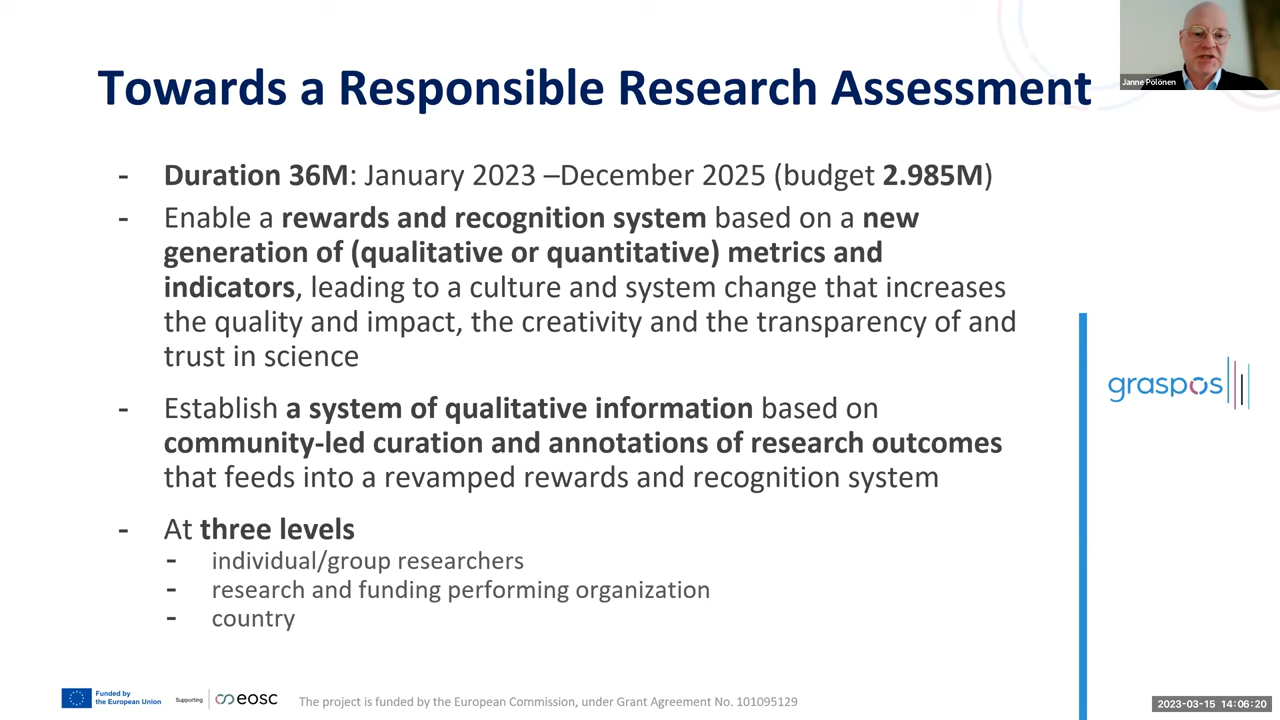 Towards a Responsible Research Assessment
Janne Pölönen
- Duration 36M: January 2023 –December 2025 (budget 2.985M)
- Enable a rewards and recognition system based on a new
generation of (qualitative or quantitative) metrics and
indicators, leading to a culture and system change that increases
the quality and impact, the creativity and the transparency of and
trust in science
- Establish a system of qualitative information based on
community-led curation and annotations of research outcomes
that feeds into a revamped rewards and recognition system
- At three levels
- individual/group researchers
- research and funding performing organization
- country
graspos
Funded by
the European Union
Supporting
eosc
The project is funded by the European Commission, under Grant Agreement No. 101095129
2023-03-15 14:06:20